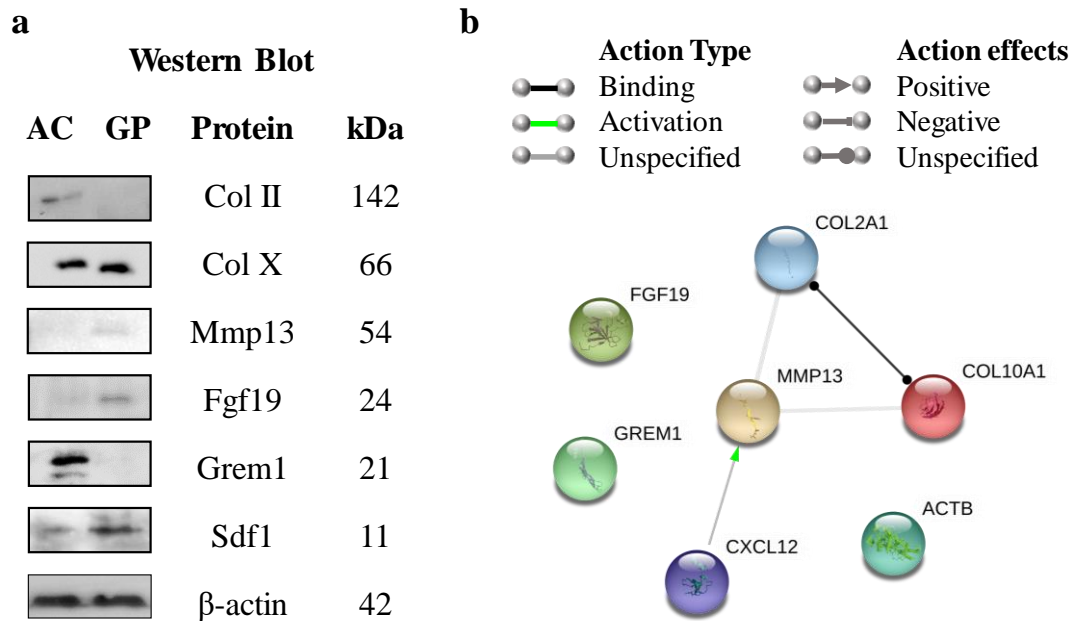 a
Western Blot
AC GP Protein kDa
Col II 142
Col X 66
Mmp13 54
Fgf19 24
Grem1 21
Sdf1 11
β-actin 42
b
Action Type Action effects
Binding Positive
Activation Negative
Unspecified Unspecified
COL2A1
FGF19
MMP13
COL10A1
GREM1
ACTB
CXCL12